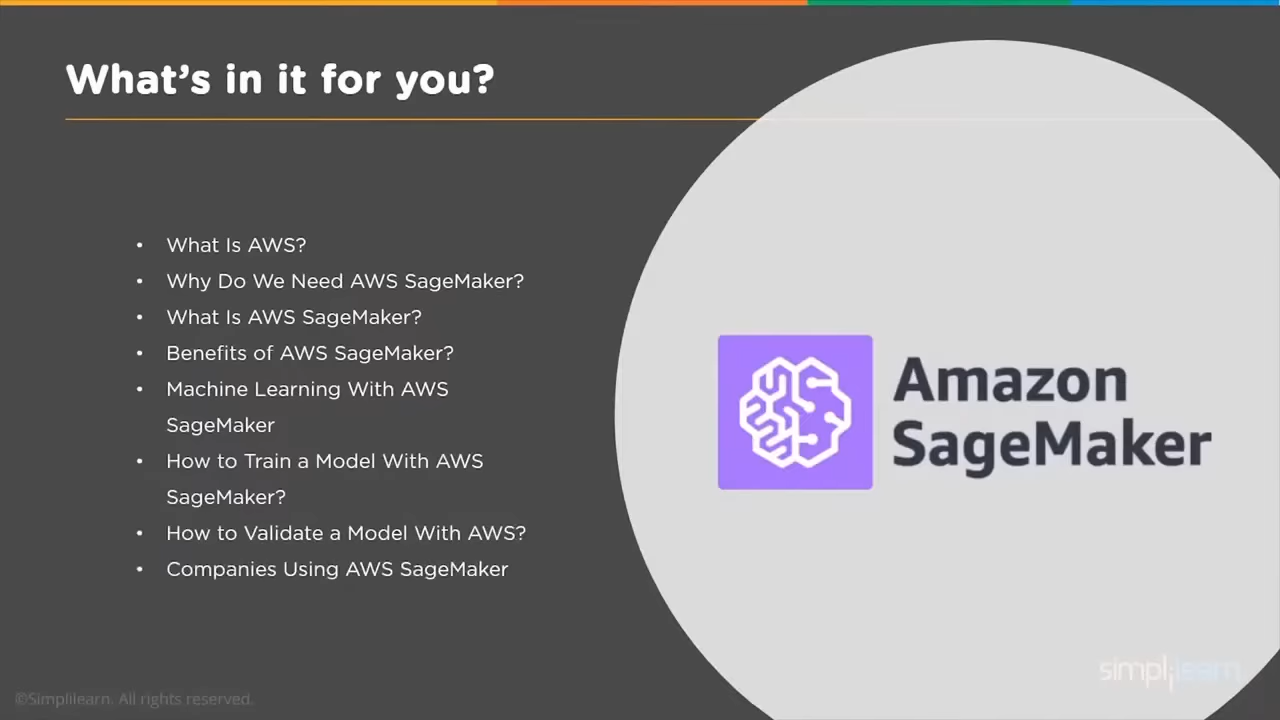 What's in it for you?
• What Is AWS?
• Why Do We Need AWS SageMaker?
• What Is AWS SageMaker?
• Benefits of AWS SageMaker?
• Machine Learning With AWS
SageMaker
• How to Train a Model With AWS
SageMaker?
• How to Validate a Model With AWS?
• Companies Using AWS SageMaker
Amazon
SageMaker
simplilearn
©Simplilearn. All rights reserved.